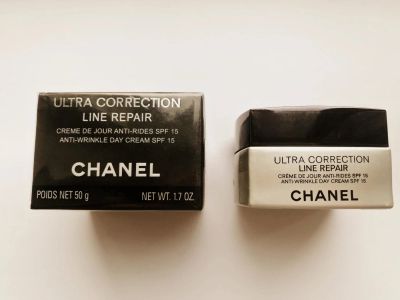 ULTRA CORRECTION
LINE REPAIR
CREME DE JOUR ANTI-RIDES SPF 15
ANTI-WRINKLE DAY CREAM SPF 15
CHANEL
POIDS NET 50 g NET WT. 1.7 OZ.
ULTRA CORRECTION
LINE REPAIR
CRÈME DE JOUR ANTI-RIDES SPF 15
ANTI-WRINKLE DAY CREAM SPF 15
CHANEL